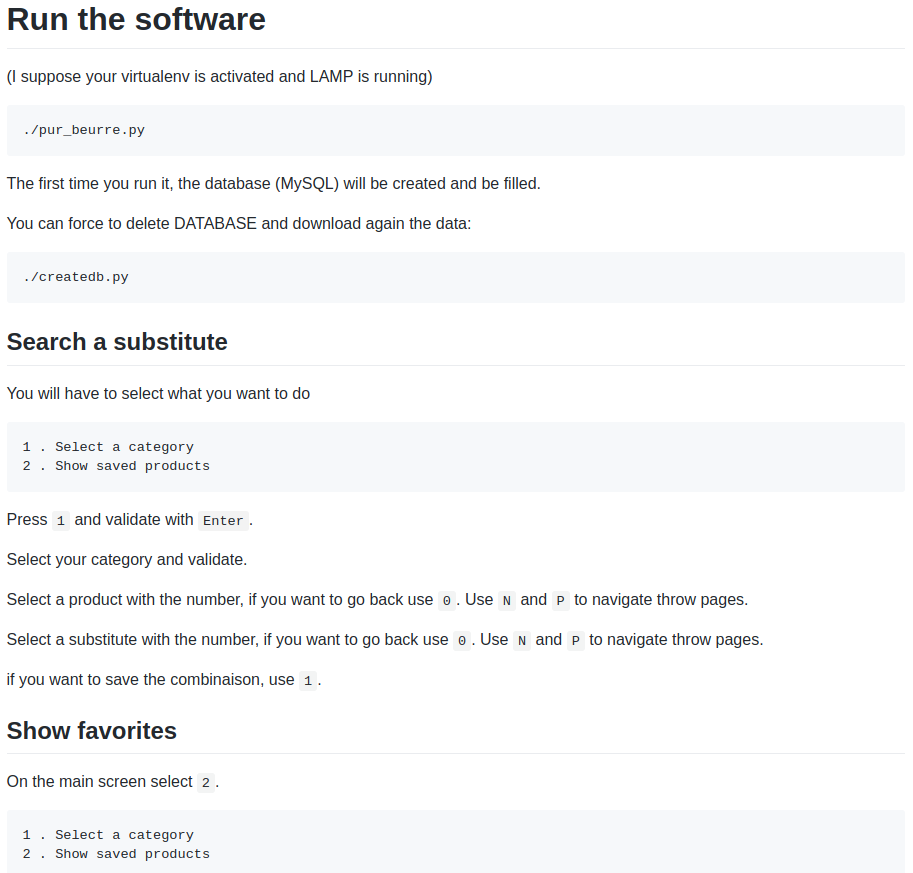 Run the software
(I suppose your virtualenv is activated and LAMP is running)
./pur_beurre.py
The first time you run it, the database (MySQL) will be created and be filled.
You can force to delete DATABASE and download again the data:
./createdb.py
Search a substitute
You will have to select what you want to do
1 . Select a category
2 . Show saved products
Press 1 and validate with Enter.
Select your category and validate.
Select a product with the number, if you want to go back use 0. Use N and P to navigate throw pages.
Select a substitute with the number, if you want to go back use 0. Use N and P to navigate throw pages.
if you want to save the combinaison, use 1.
Show favorites
On the main screen select 2.
1 . Select a category
2 . Show saved products